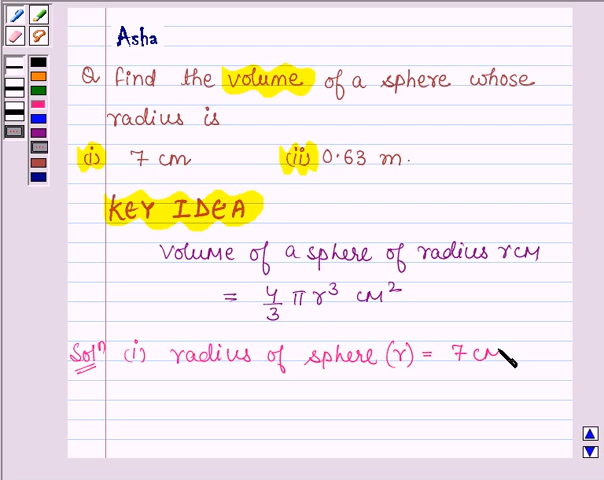 Asha
Q find the volume of a sphere whose
radius is
(i) 7 cm (ii) 0.63 m.
KEY IDEA
Volume of a sphere of radius r cm
= 4/3 π r³ cm²
Solⁿ (i) radius of sphere (r) = 7 cm